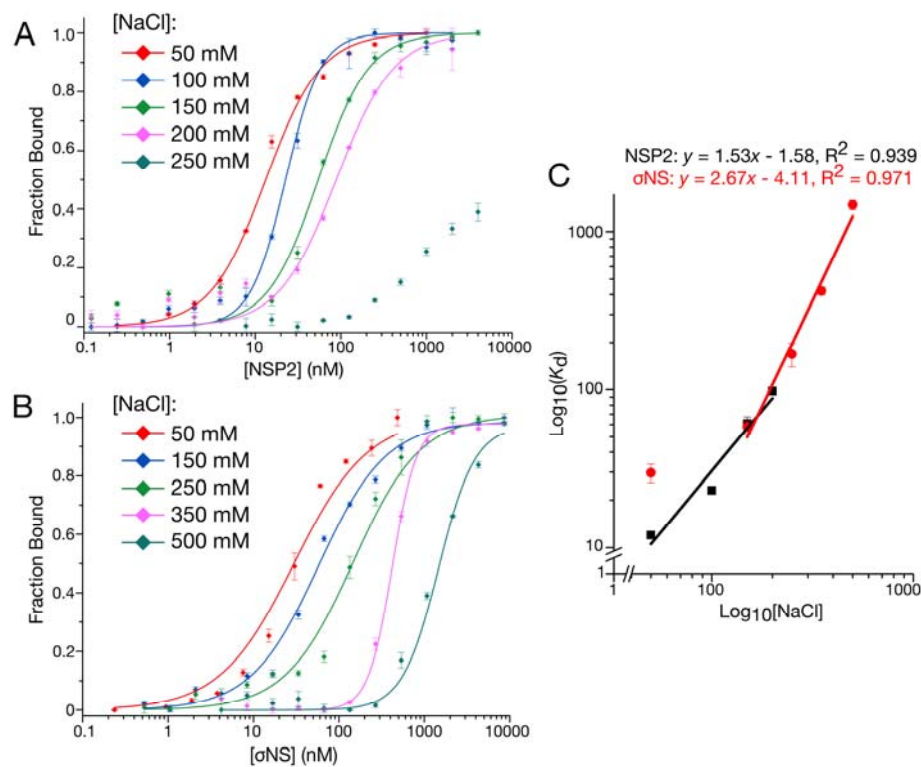 A
[NaCl]:
50 mM
100 mM
150 mM
200 mM
250 mM
Fraction Bound
1.0
0.8
0.6
0.4
0.2
0
0.1
1
10
100
1000
10000
[NSP2] (nM)
B
[NaCl]:
50 mM
150 mM
250 mM
350 mM
500 mM
Fraction Bound
1.0
0.8
0.6
0.4
0.2
0.0
0.1
1
10
100
1000
10000
[σNS] (nM)
C
NSP2: y = 1.53x - 1.58, R² = 0.939
σNS: y = 2.67x - 4.11, R² = 0.971
Log₁₀(Kd)
1000
100
10
1
1
100
1000
Log₁₀[NaCl]